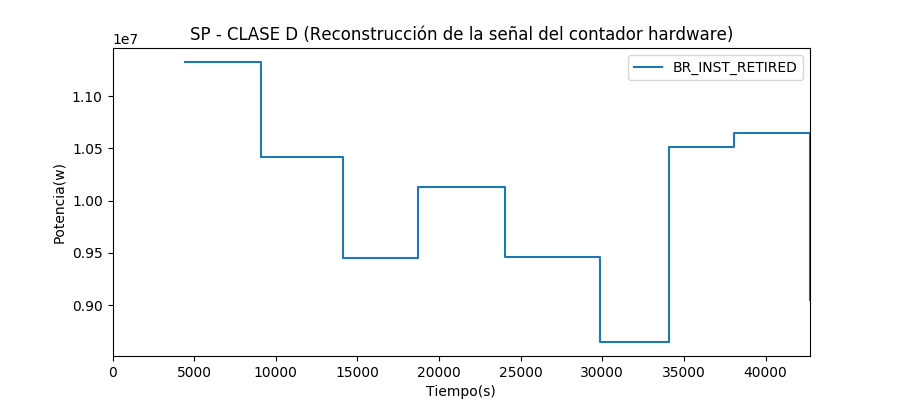 SP - CLASE D (Reconstrucción de la señal del contador hardware)
1e7
BR_INST_RETIRED
1.10
1.05
1.00
0.95
0.90
Potencia(w)
0 5000 10000 15000 20000 25000 30000 35000 40000
Tiempo(s)